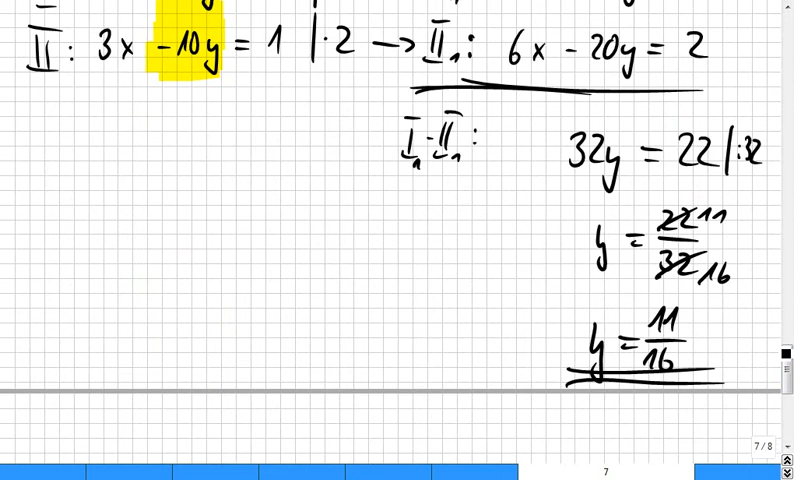 II: 3x -10y = 1 |·2 → II₁: 6x - 20y = 2
I₁-II₁: 32y = 22 |:32
y = 22 11
32 16
y = 11
16
7/8
7